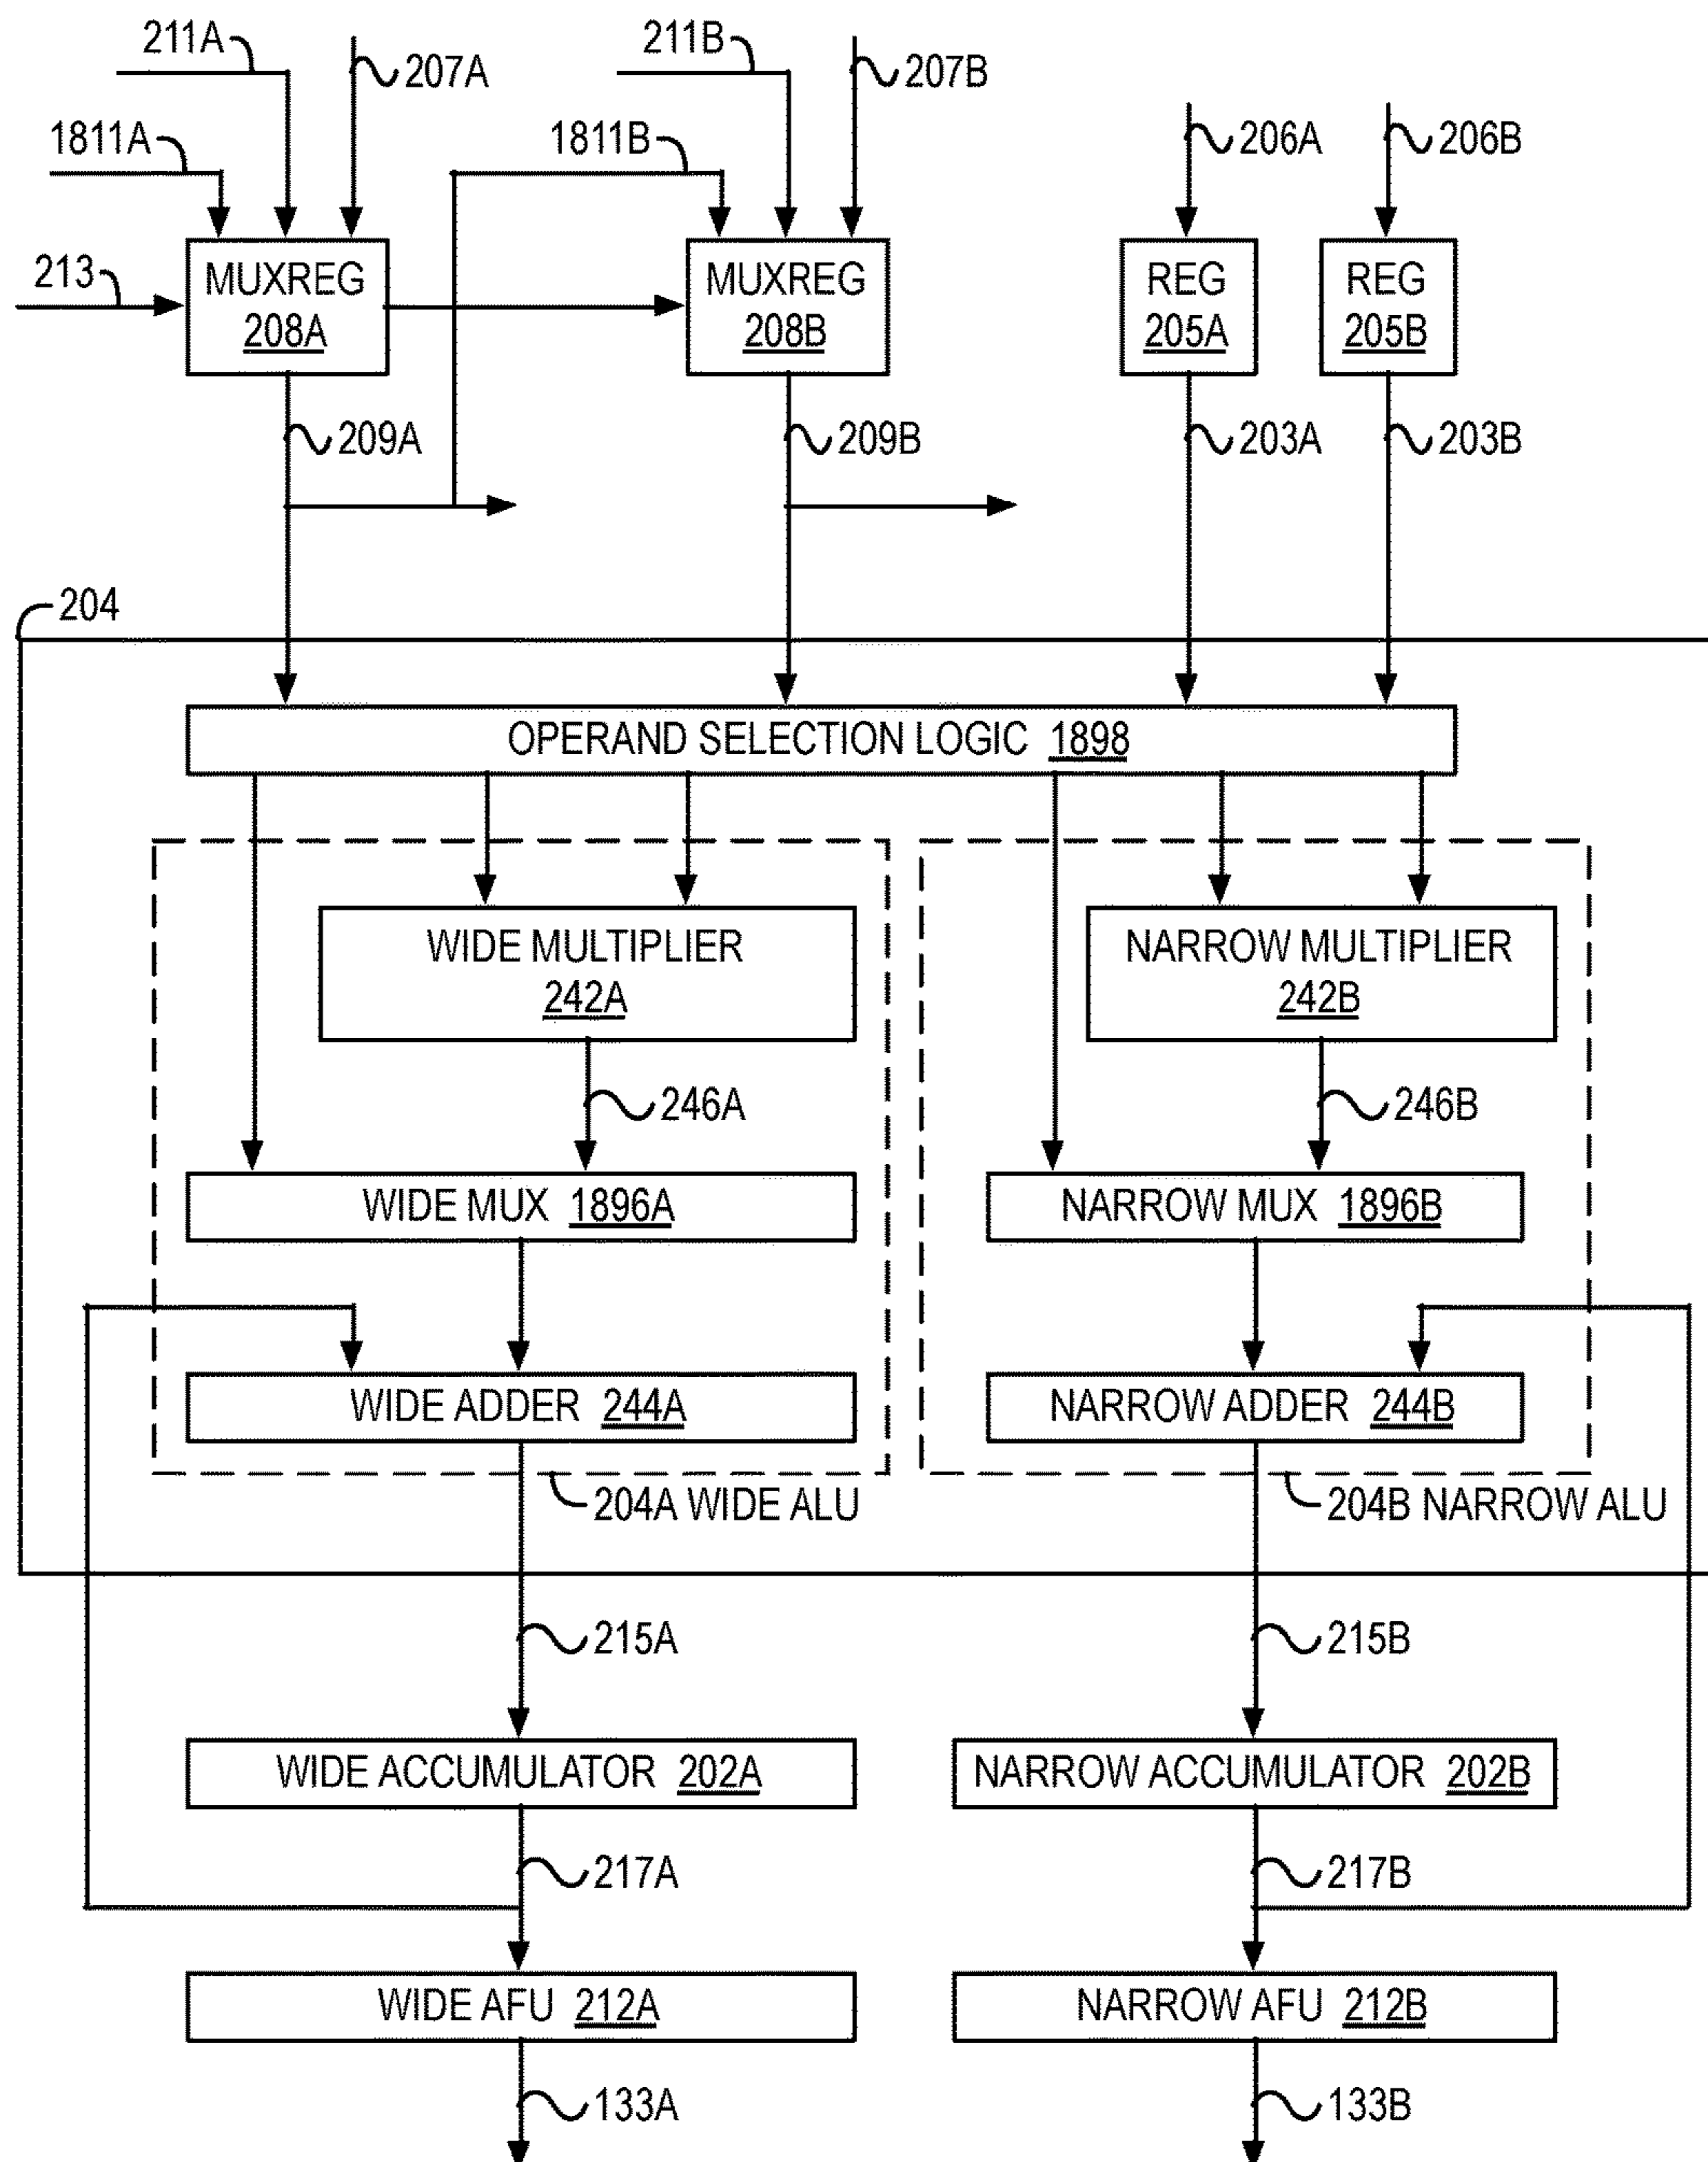 211A
207A
211B
207B
1811A
1811B
206A
206B
213
MUXREG
208A
MUXREG
208B
REG
205A
REG
205B
209A
209B
203A
203B
204
OPERAND SELECTION LOGIC 1898
WIDE MULTIPLIER
242A
NARROW MULTIPLIER
242B
246A
246B
WIDE MUX 1896A
NARROW MUX 1896B
WIDE ADDER 244A
NARROW ADDER 244B
204A WIDE ALU
204B NARROW ALU
215A
215B
WIDE ACCUMULATOR 202A
NARROW ACCUMULATOR 202B
217A
217B
WIDE AFU 212A
NARROW AFU 212B
133A
133B